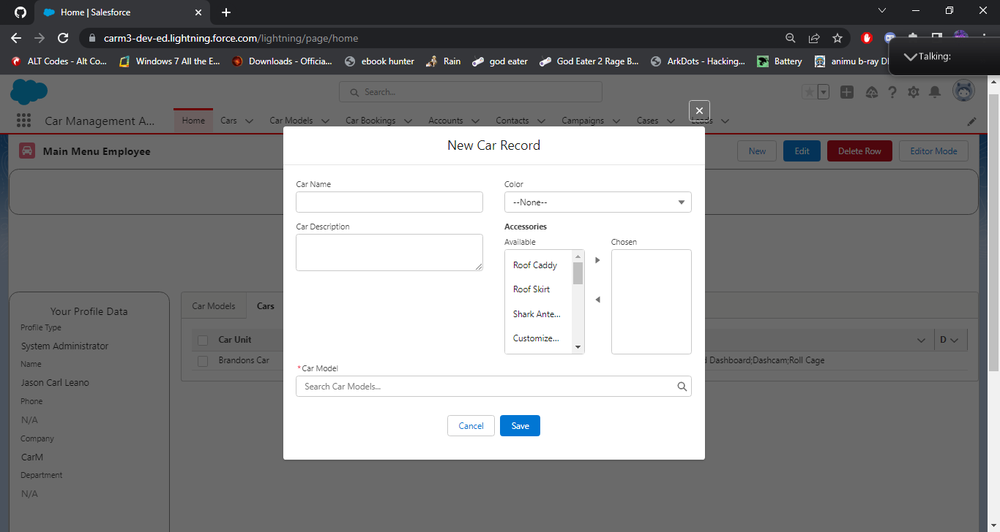 Home | Salesforce
carm3-dev-ed.lightning.force.com/lightning/page/home
ALT Codes - Alt Co...
Windows 7 All the E...
Downloads - Officia...
ebook hunter
Rain
god eater
God Eater 2 Rage B...
ArkDots - Hacking...
Battery
animu b-ray
Talking:
Search...
Car Management A...
Home
Cars
Car Models
Car Bookings
Accounts
Contacts
Campaigns
Cases
Leads
Main Menu Employee
New
Edit
Delete Row
Editor Mode
New Car Record
Car Name
Color
--None--
Car Description
Accessories
Available
Chosen
Roof Caddy
Roof Skirt
Shark Ante...
Customize...
*Car Model
Search Car Models...
Cancel
Save
Your Profile Data
Profile Type
System Administrator
Name
Jason Carl Leano
Phone
N/A
Company
CarM
Department
N/A
Car Models
Cars
Car Unit
D
Brandons Car
d Dashboard;Dashcam;Roll Cage